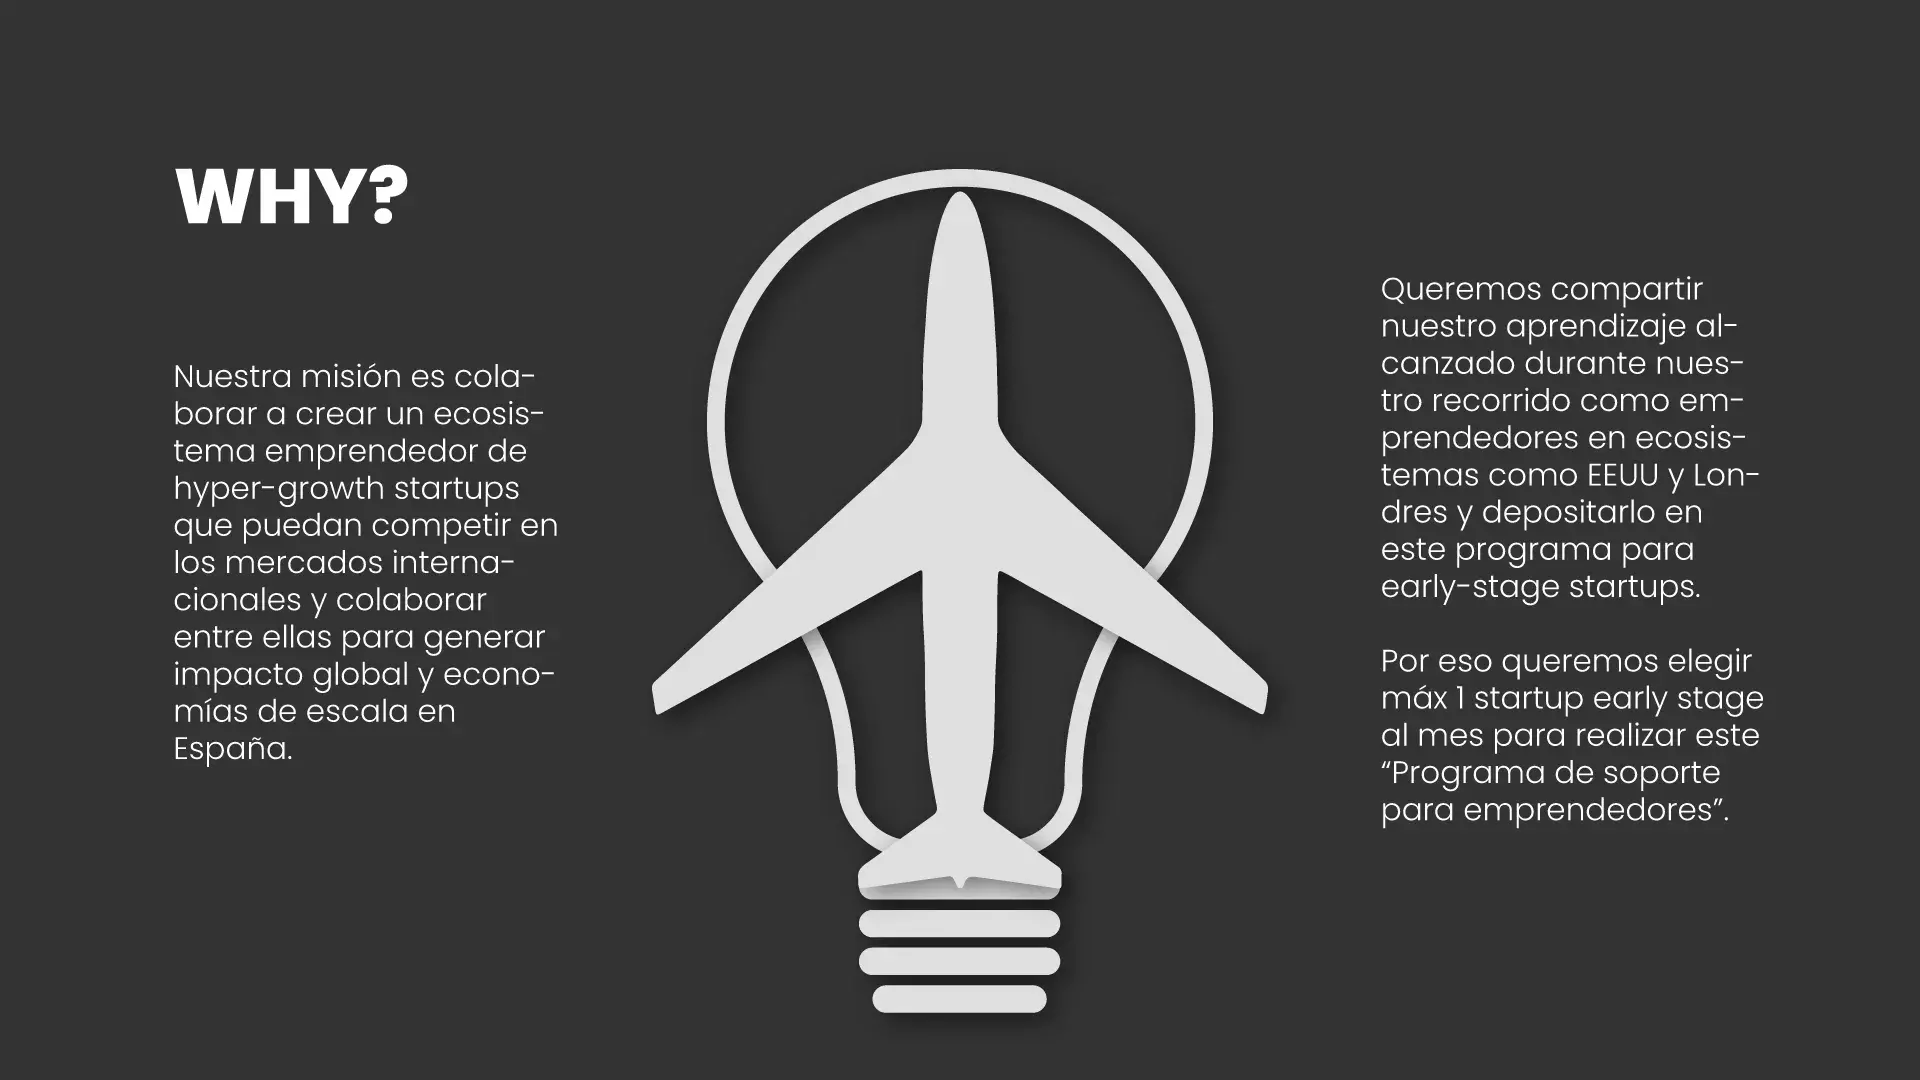 WHY?
Nuestra misión es cola-
borar a crear un ecosis-
tema emprendedor de
hyper-growth startups
que puedan competir en
los mercados interna-
cionales y colaborar
entre ellas para generar
impacto global y econo-
mías de escala en
España.
Queremos compartir
nuestro aprendizaje al-
canzado durante nues-
tro recorrido como em-
prendedores en ecosis-
temas como EEUU y Lon-
dres y depositarlo en
este programa para
early-stage startups.
Por eso queremos elegir
máx 1 startup early stage
al mes para realizar este
“Programa de soporte
para emprendedores”.